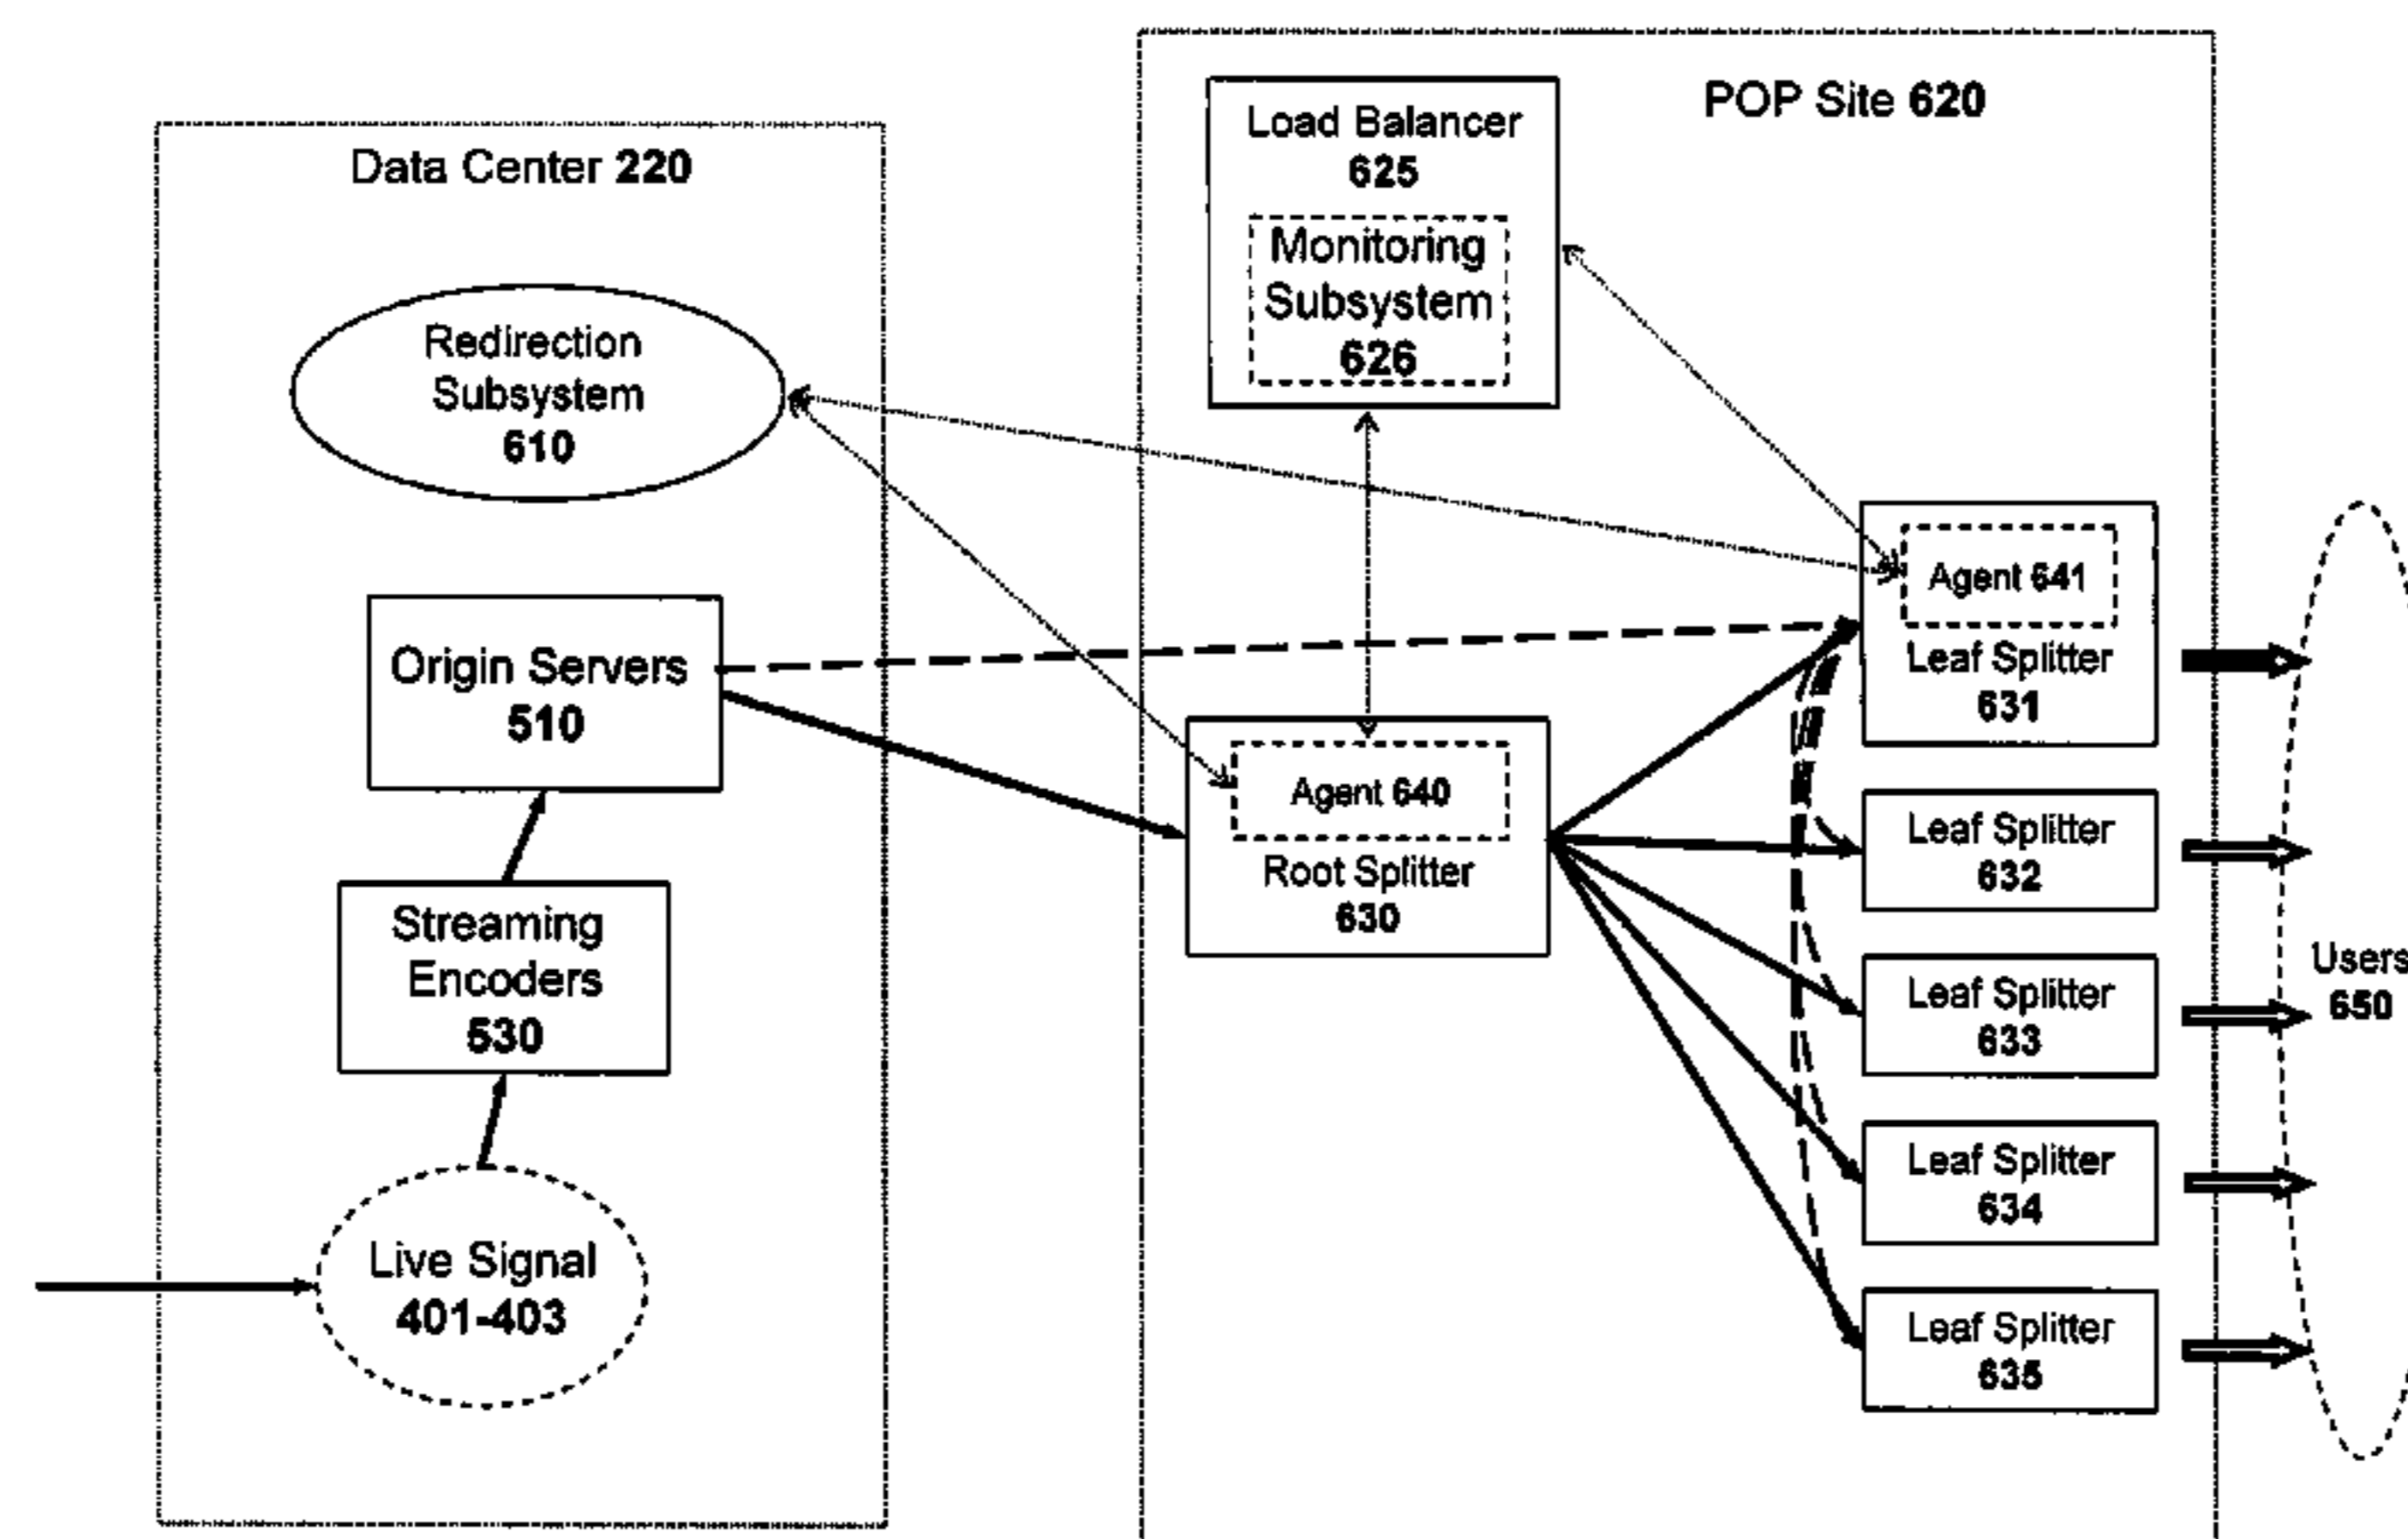 Data Center 220
Redirection
Subsystem
610
Origin Servers
510
Streaming
Encoders
530
Live Signal
401-403
POP Site 620
Load Balancer
625
Monitoring
Subsystem
626
Agent 640
Root Splitter
630
Agent 641
Leaf Splitter
631
Leaf Splitter
632
Leaf Splitter
633
Leaf Splitter
634
Leaf Splitter
635
Users
650